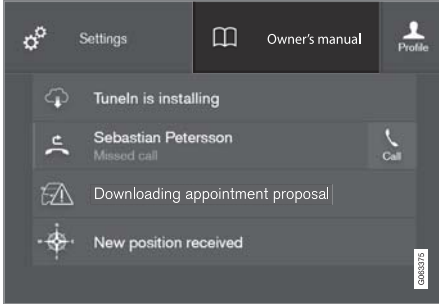 Settings
Owner's manual
Profile
TuneIn is installing
Sebastian Petersson
Missed call
Call
Downloading appointment proposal
New position received
G063375